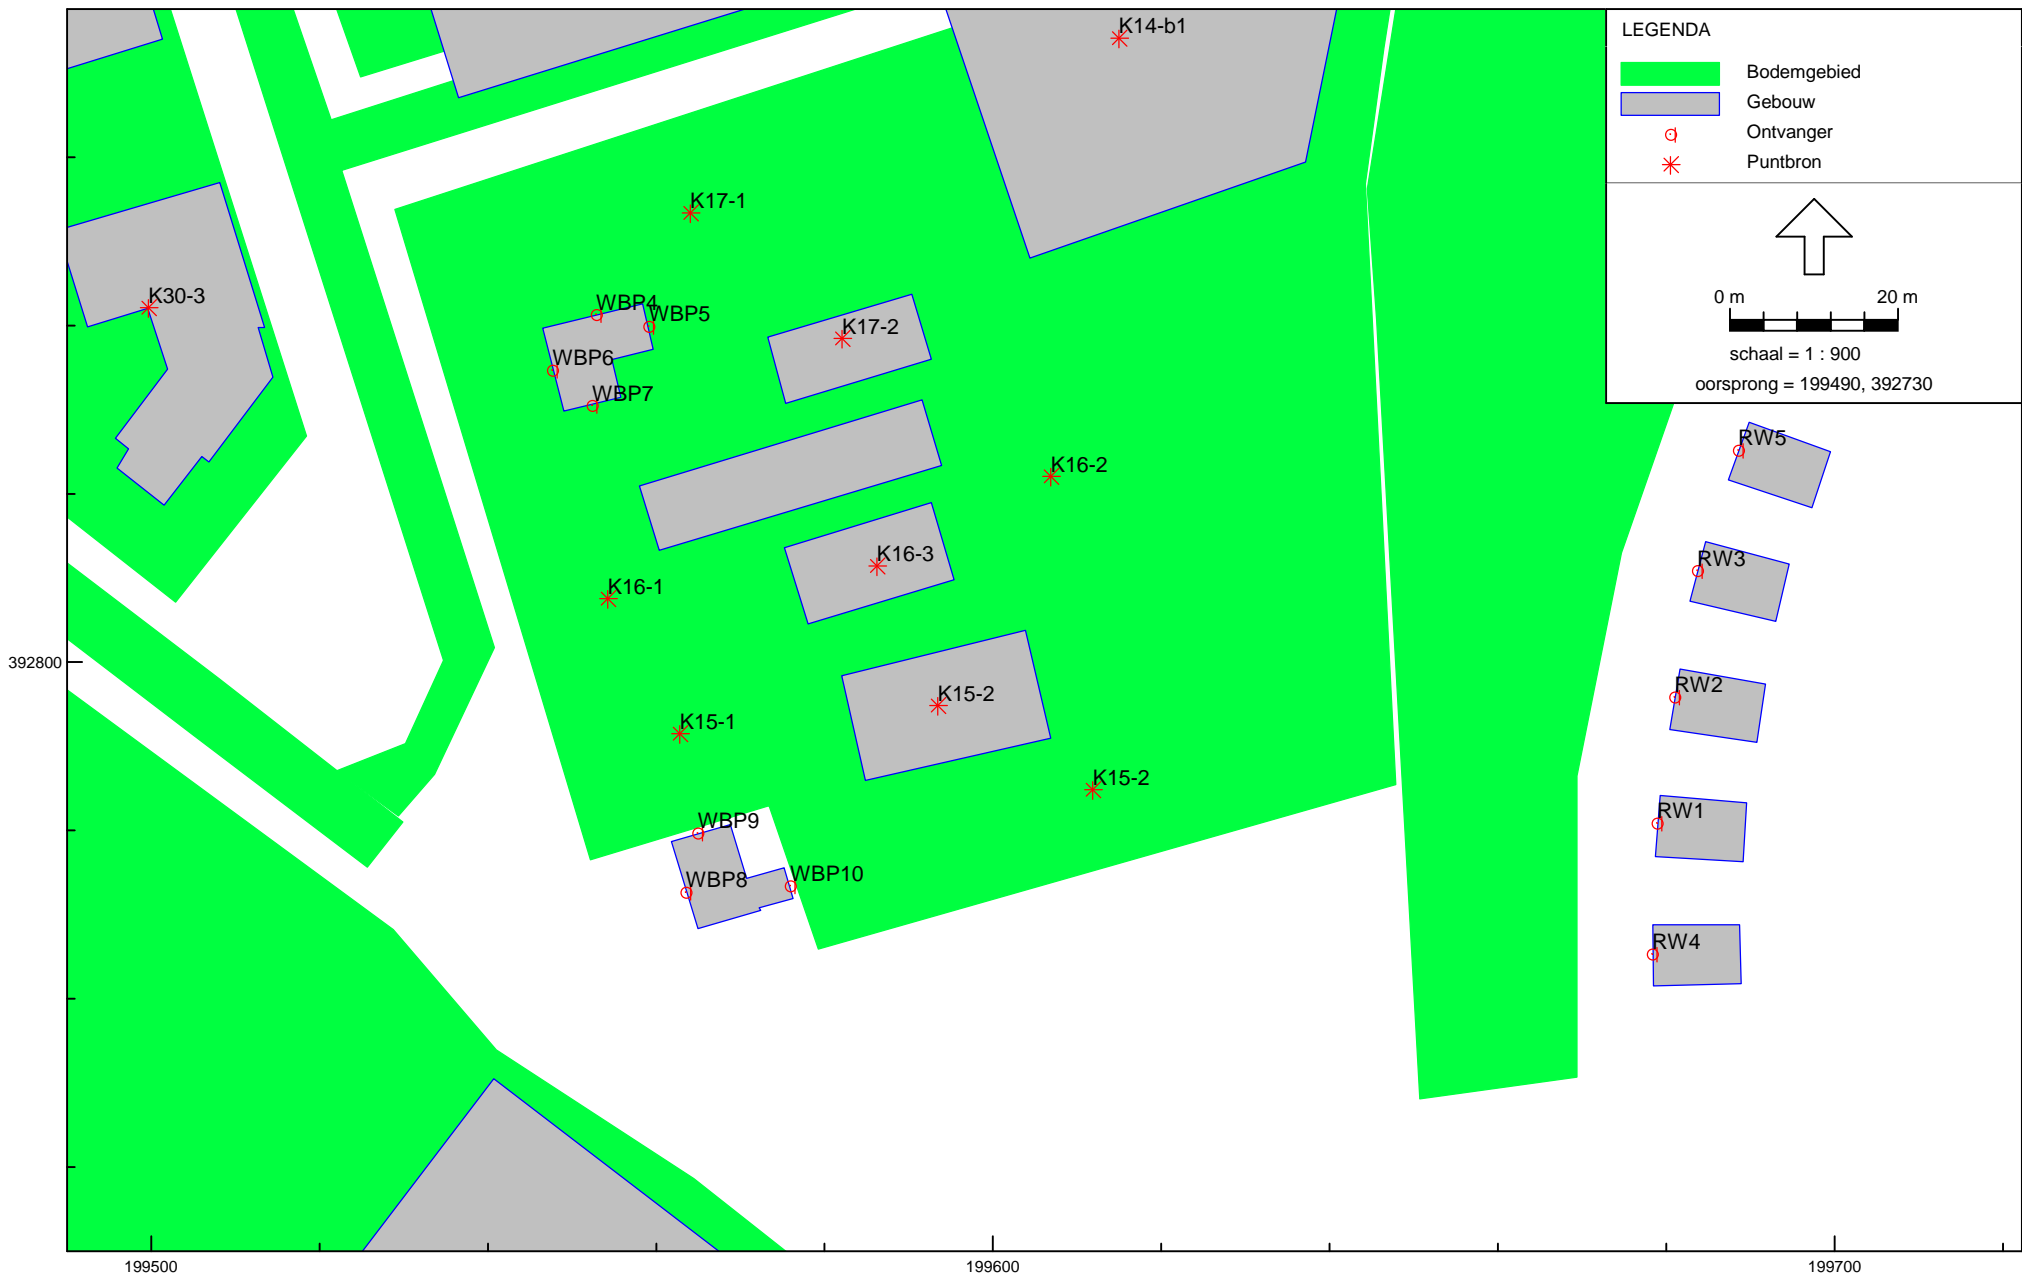 K14-b1
LEGENDA
Bodemgebied
Gebouw
Ontvanger
Puntbron
K17-1
K30-3
WBP4
WBP5
K17-2
0 m 20 m
schaal = 1 : 900
oorsprong = 199490, 392730
WBP6
WBP7
RW5
K16-2
K16-3
RW3
K16-1
392800
RW2
K15-2
K15-1
K15-2
RW1
WBP9
WBP8
WBP10
RW4
199500 199600 199700